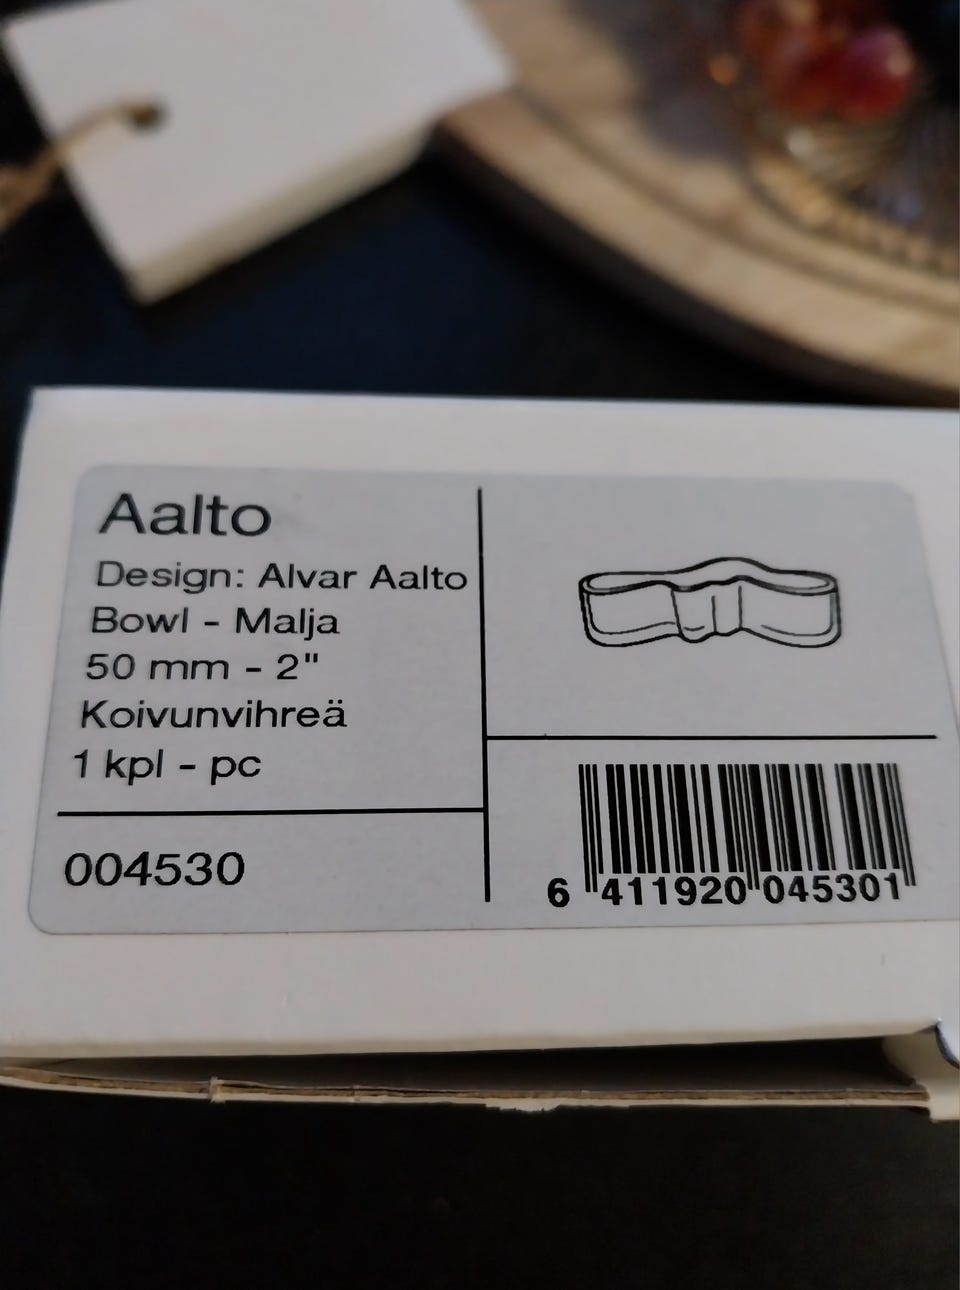 Aalto
Design: Alvar Aalto
Bowl - Malja
50 mm - 2"
Koivunvihreä
1 kpl - pc
004530
6 411920 045301